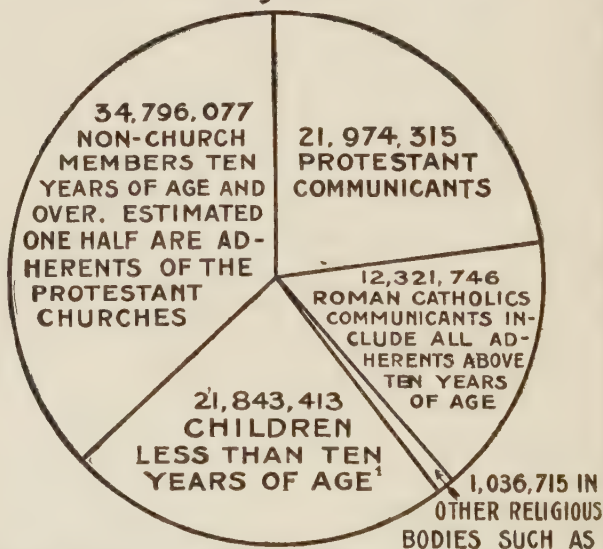 34,796,077
NON-CHURCH
MEMBERS TEN
YEARS OF AGE AND
OVER. ESTIMATED
ONE HALF ARE AD-
HERENTS OF THE
PROTESTANT
CHURCHES
21,974,315
PROTESTANT
COMMUNICANTS
12,321,746
ROMAN CATHOLICS
COMMUNICANTS IN-
CLUDE ALL AD-
HERENTS ABOVE
TEN YEARS
OF AGE
21,843,413
CHILDREN
LESS THAN TEN
YEARS OF AGE¹
1,036,715 IN
OTHER RELIGIOUS
BODIES SUCH AS